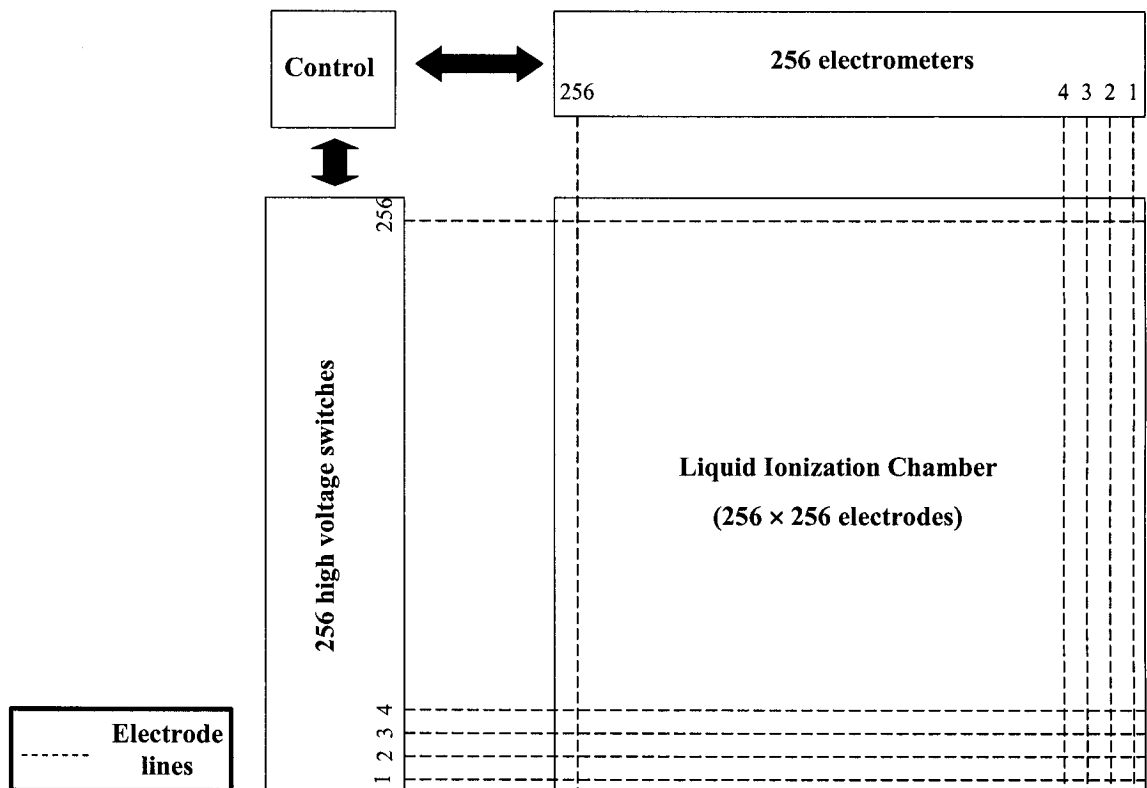 Control
256 electrometers
256 4 3 2 1
256
256 high voltage switches
Liquid Ionization Chamber
(256 × 256 electrodes)
4
3
2
1
Electrode
lines